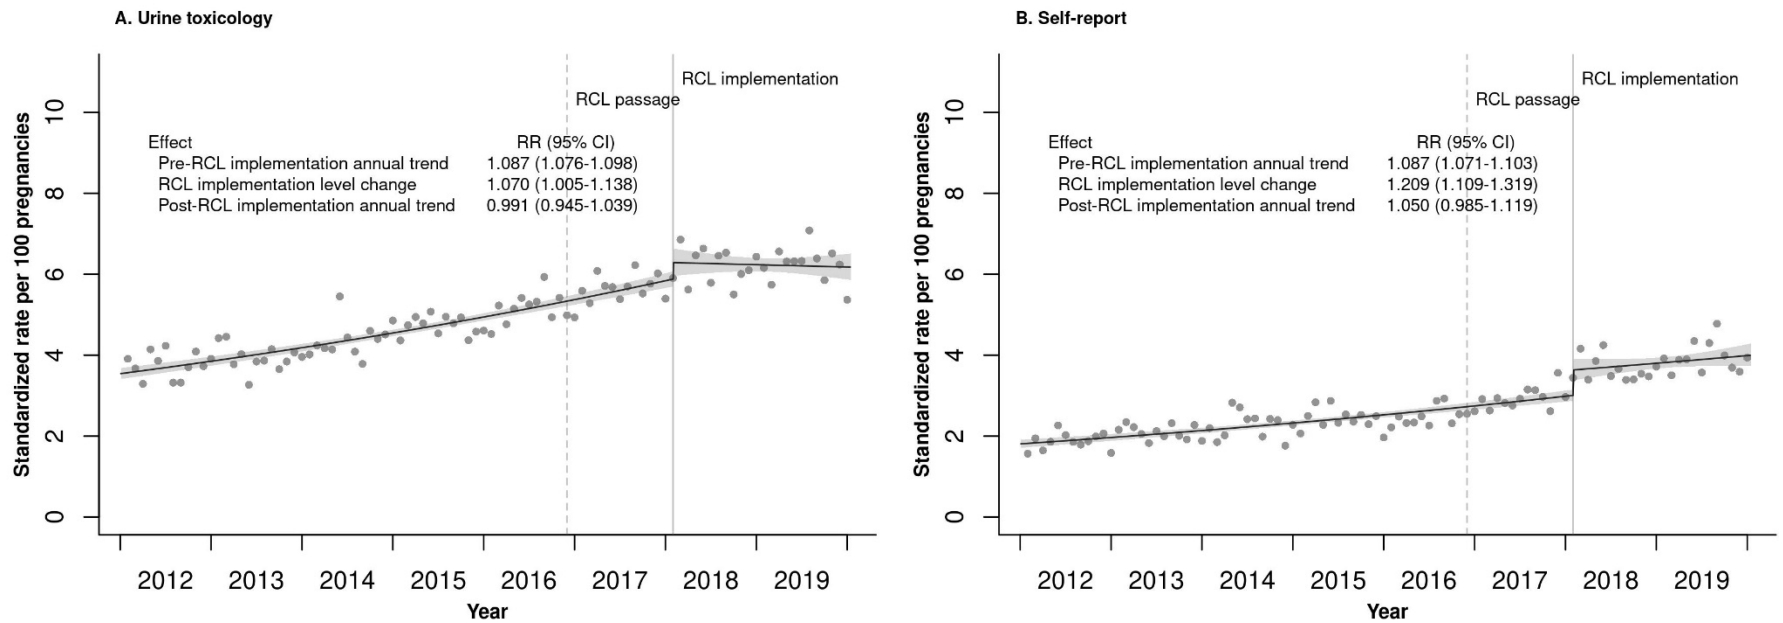 A. Urine toxicology
Standardized rate per 100 pregnancies
10
8
6
4
2
0
RCL implementation
RCL passage
Effect RR (95% CI)
Pre-RCL implementation annual trend 1.087 (1.076-1.098)
RCL implementation level change 1.070 (1.005-1.138)
Post-RCL implementation annual trend 0.991 (0.945-1.039)
2012 2013 2014 2015 2016 2017 2018 2019
Year
B. Self-report
Standardized rate per 100 pregnancies
10
8
6
4
2
0
RCL implementation
RCL passage
Effect RR (95% CI)
Pre-RCL implementation annual trend 1.087 (1.071-1.103)
RCL implementation level change 1.209 (1.109-1.319)
Post-RCL implementation annual trend 1.050 (0.985-1.119)
2012 2013 2014 2015 2016 2017 2018 2019
Year